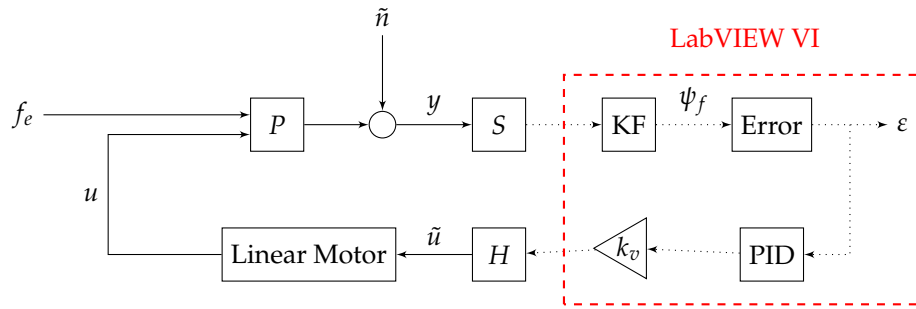 LabVIEW VI
ñ
f_e
P
y
S
KF
ψ_f
Error
ε
u
Linear Motor
ũ
H
k_v
PID